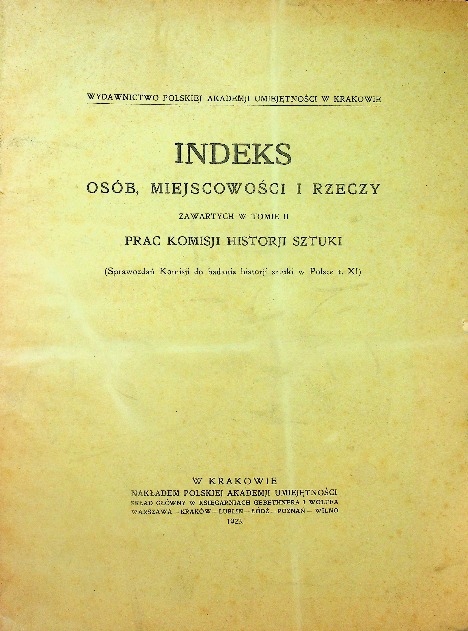 WYDAWNICTWO POLSKIEJ AKADEMJI UMIEJĘTNOŚCI W KRAKOWIE
INDEKS
OSÓB, MIEJSCOWOŚCI I RZECZY
ZAWARTYCH W TOMIE II
PRAC KOMISJI HISTORJI SZTUKI
(Sprawozdań Komisji do badania historji sztuki w Polsce t. XI)
W KRAKOWIE
NAKŁADEM POLSKIEJ AKADEMJI UMIEJĘTNOŚCI
SKŁAD GŁÓWNY W KSIĘGARNIACH GEBETHNERA I WOLFFA
WARSZAWA—KRAKÓW—LUBLIN—ŁÓDŹ—POZNAŃ—WILNO